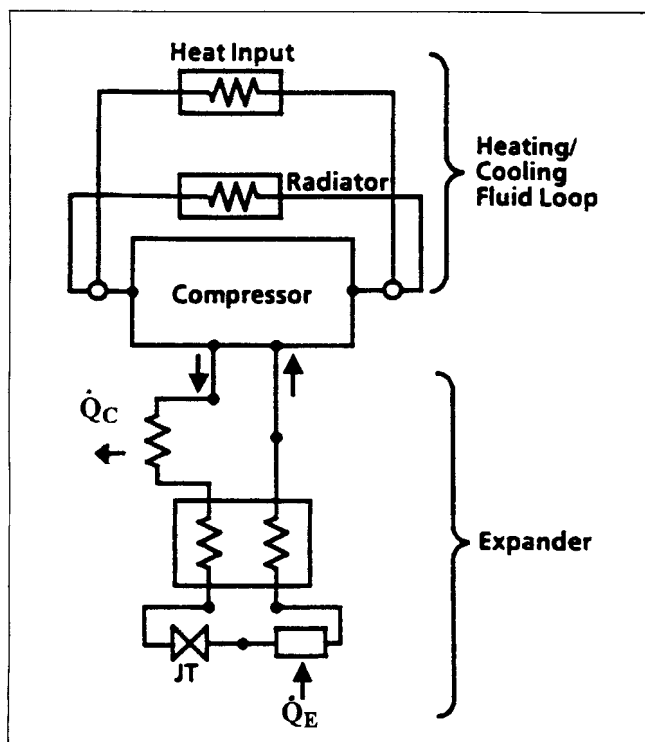 Heat Input
Heating/
Cooling
Fluid Loop
Radiator
Compressor
Q̇C
Expander
JT
Q̇E